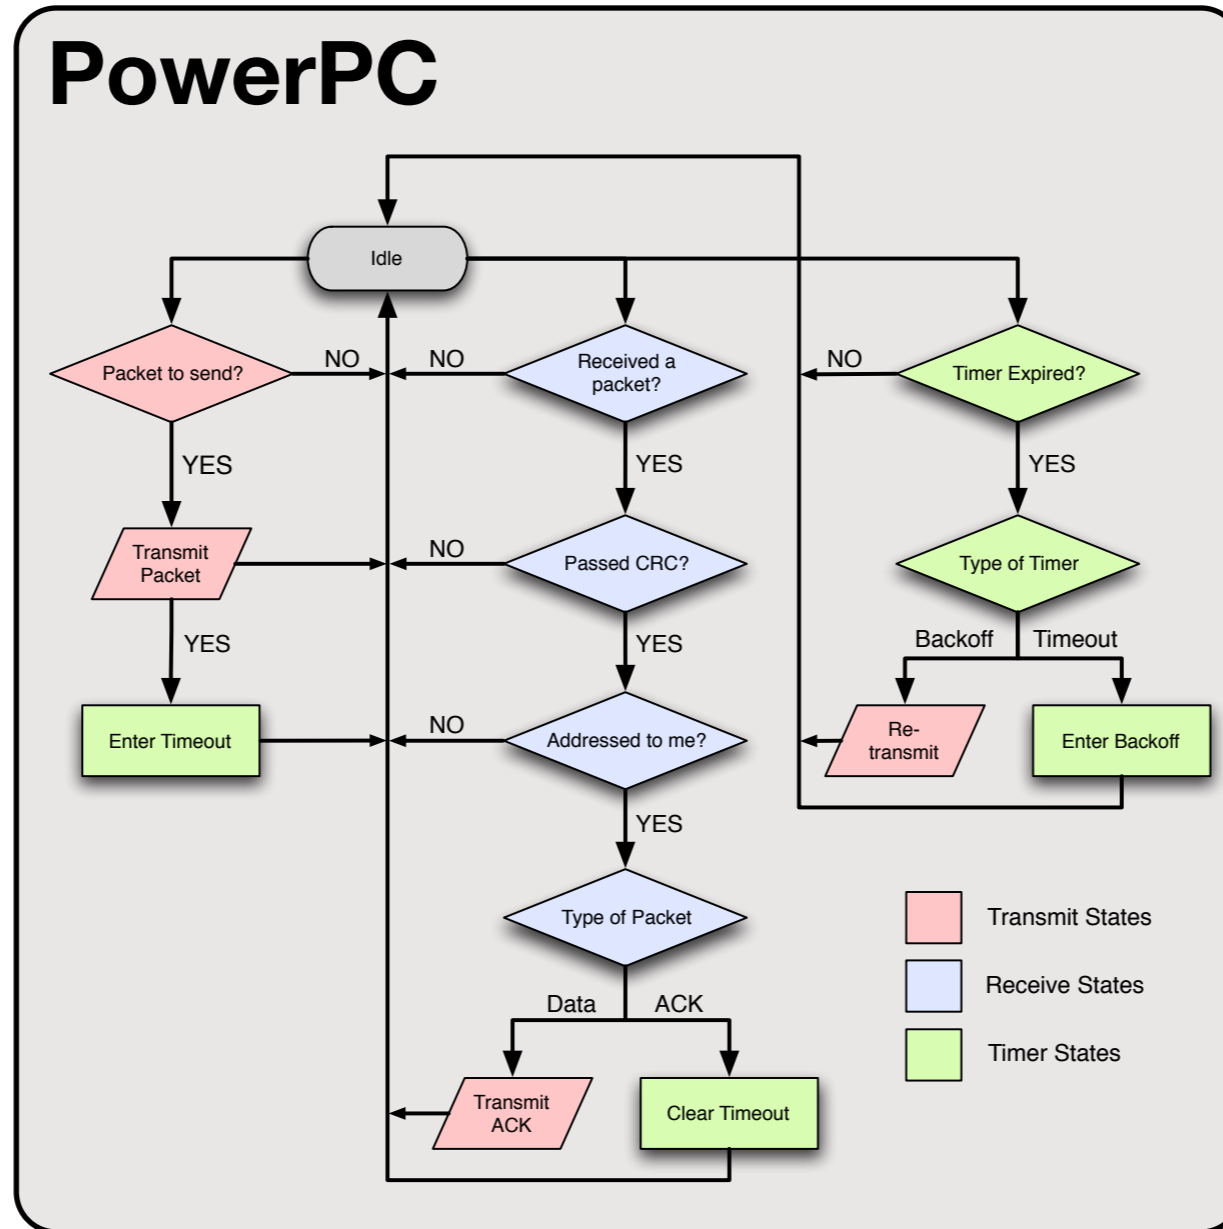 PowerPC
Idle
Packet to send?
NO
NO
Received a
packet?
NO
Timer Expired?
YES
YES
YES
Transmit
Packet
NO
Passed CRC?
Type of Timer
YES
YES
Backoff
Timeout
Enter Timeout
NO
Addressed to me?
Re-
transmit
Enter Backoff
YES
Type of Packet
Transmit States
Receive States
Data
ACK
Timer States
Transmit
ACK
Clear Timeout